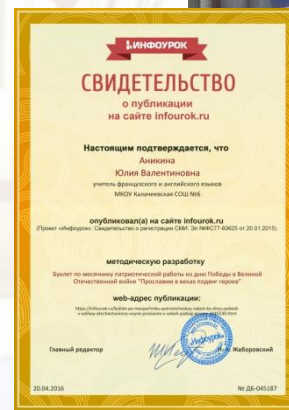 ИНФОУРОК
СВИДЕТЕЛЬСТВО
о публикации
на сайте infourok.ru
Настоящим подтверждается, что
Аникина
Юлия Валентиновна
учитель французского и английского языков
МКОУ Калачеевская СОШ №6
опубликовал(а) на сайте infourok.ru
(Проект «Инфоурок»: Свидетельство о регистрации СМИ: Эл №ФС77-60625 от 20.01.2015)
методическую разработку
Буклет по месячнику патриотической работы ко дню Победы в Великой
Отечественной войне "Прославим в веках подвиг героев"
web-адрес публикации:
Главный редактор
Жаборовский
20.04.2016
№ ДБ-045187